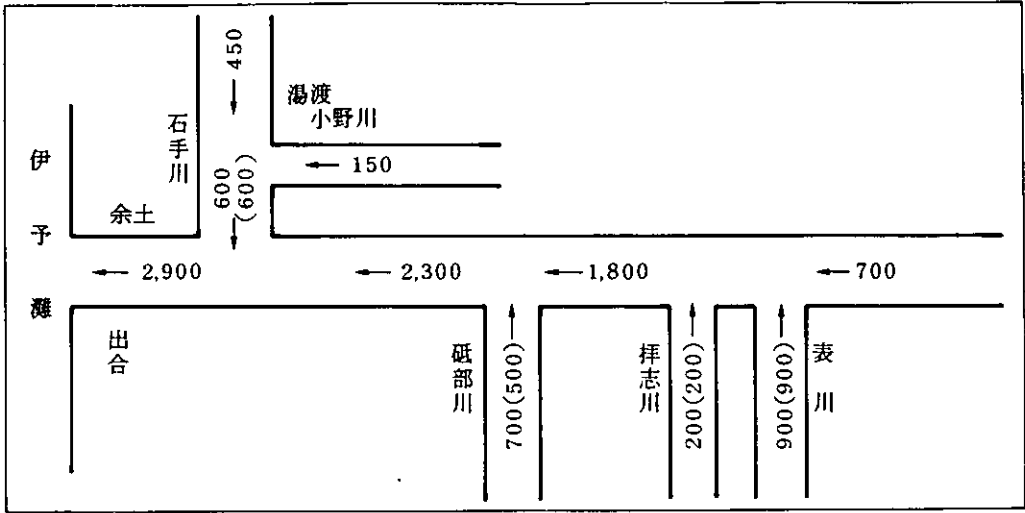 450
湯渡
小野川
石手川
← 150
伊予灘
600
(600)
余土
← 2,900
← 2,300
← 1,800
← 700
出合
砥部川
700(500)
拝志川
200(200)
900(900)
表川